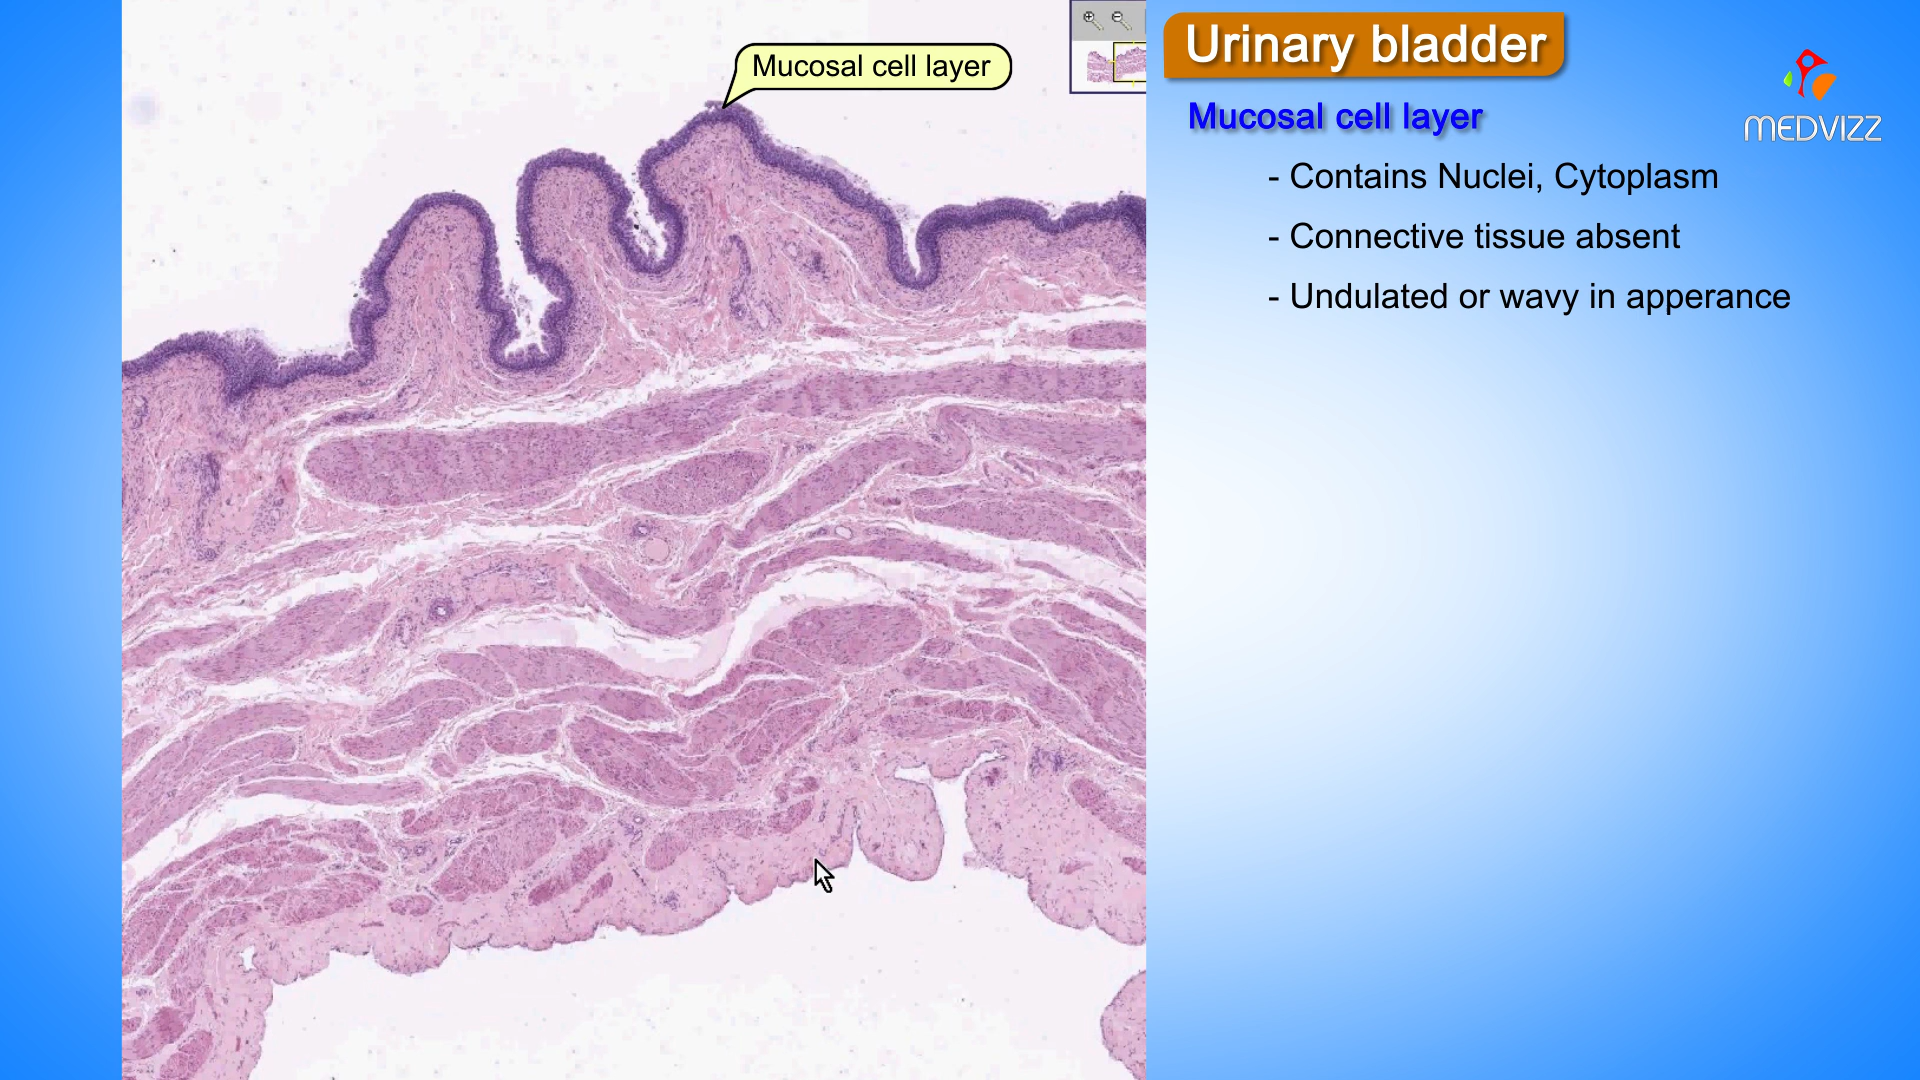 Mucosal cell layer
Urinary bladder
MEDVIZZ
Mucosal cell layer
- Contains Nuclei, Cytoplasm
- Connective tissue absent
- Undulated or wavy in apperance